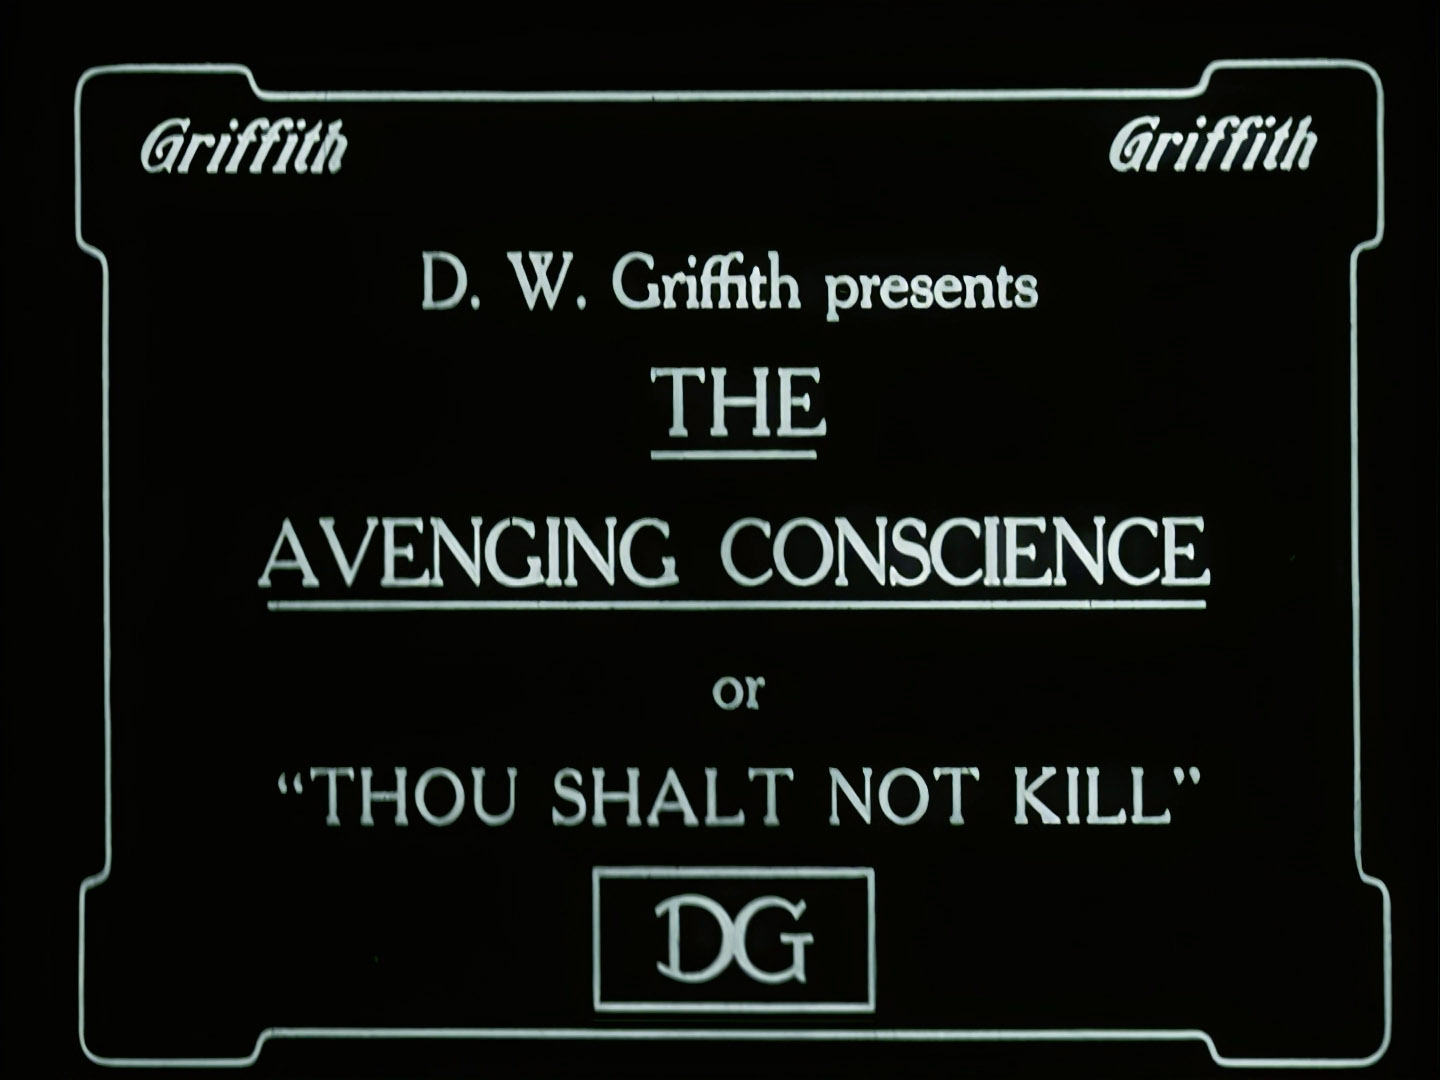 Griffith Griffith
D. W. Griffith presents
THE
AVENGING CONSCIENCE
or
“THOU SHALT NOT KILL”
DG